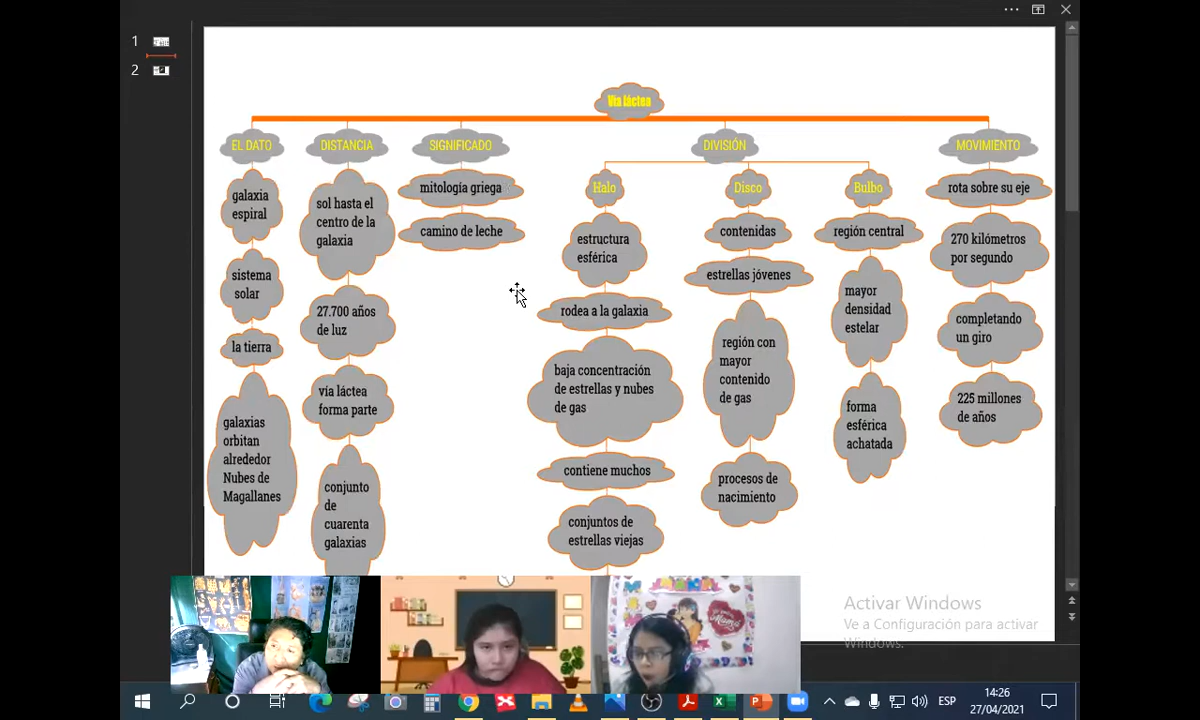 1
2
Vía láctea
EL DATO
DISTANCIA
SIGNIFICADO
DIVISIÓN
MOVIMIENTO
galaxia
espiral
sistema
solar
la tierra
galaxias
orbitan
alrededor
Nubes de
Magallanes
sol hasta el
centro de la
galaxia
27.700 años
de luz
vía láctea
forma parte
conjunto
de
cuarenta
galaxias
mitología griega
camino de leche
Halo
estructura
esférica
rodea a la galaxia
baja concentración
de estrellas y nubes
de gas
contiene muchos
conjuntos de
estrellas viejas
Disco
contenidas
estrellas jóvenes
región con
mayor
contenido
de gas
procesos de
nacimiento
Bulbo
región central
mayor
densidad
estelar
forma
esférica
achatada
rota sobre su eje
270 kilómetros
por segundo
completando
un giro
225 millones
de años
Activar Windows
Ve a Configuración para activar
Windows.
ESP
14:26
27/04/2021